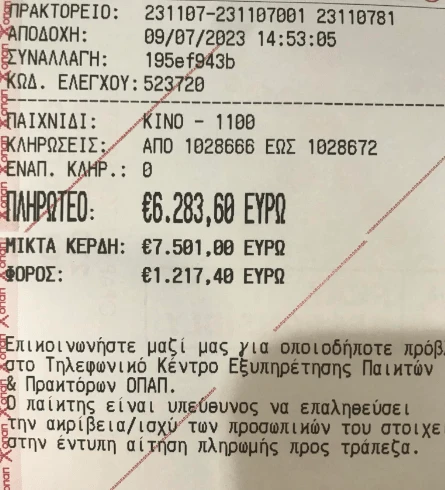 ΠΡΑΚΤΟΡΕΙΟ: 231107-231107001 23110781
ΑΠΟΔΟΧΗ: 09/07/2023 14:53:05
ΣΥΝΑΛΛΑΓΗ: 195ef943b
ΚΩΔ. ΕΛΕΓΧΟΥ: 523720
ΠΑΙΧΝΙΔΙ: ΚΙΝΟ - 1100
ΚΛΗΡΩΣΕΙΣ: ΑΠΟ 1028666 ΕΩΣ 1028672
ΕΝΑΠ. ΚΛΗΡ.: 0
ΠΛΗΡΩΤΕΟ: €6.283,60 ΕΥΡΩ
ΜΙΚΤΑ ΚΕΡΔΗ: €7.501,00 ΕΥΡΩ
ΦΟΡΟΣ: €1.217,40 ΕΥΡΩ
Επικοινωνήστε μαζί μας για οποιοδήποτε πρόβ
στο Τηλεφωνικό Κέντρο Εξυπηρέτησης Παικτών
& Πρακτόρων ΟΠΑΠ.
Ο παίκτης είναι υπεύθυνος να επαληθεύσει
την ακρίβεια/ισχύ των προσωπικών του στοιχε
στην έντυπη αίτηση πληρωμής προς τράπεζα.